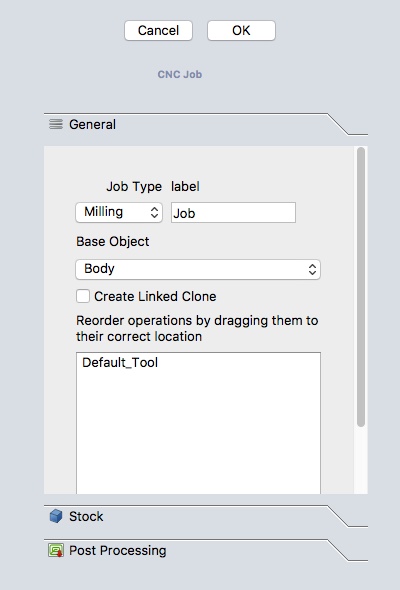 Cancel
OK
CNC Job
General
Job Type label
Milling Job
Base Object
Body
Create Linked Clone
Reorder operations by dragging them to
their correct location
Default_Tool
Stock
Post Processing